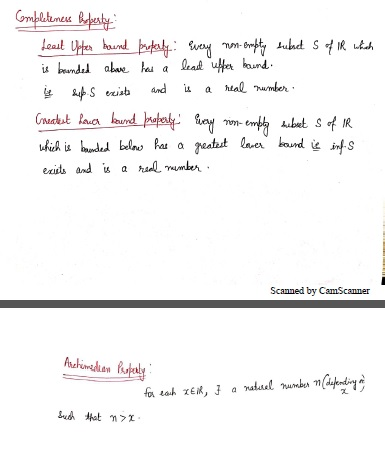 Completeness Property:
Least Upper bound property: Every non-empty subset S of IR which
is bounded above has a least upper bound.
ie Sup S exists and is a real number.
Greatest Lower bound property: Every non-empty subset S of IR
which is bounded below has a greatest lower bound ie inf S
exists and is a real number.
Scanned by CamScanner
Archimedian Property:
for each x∈IR, ∃ a natural number n (depending on x)
such that n > x.